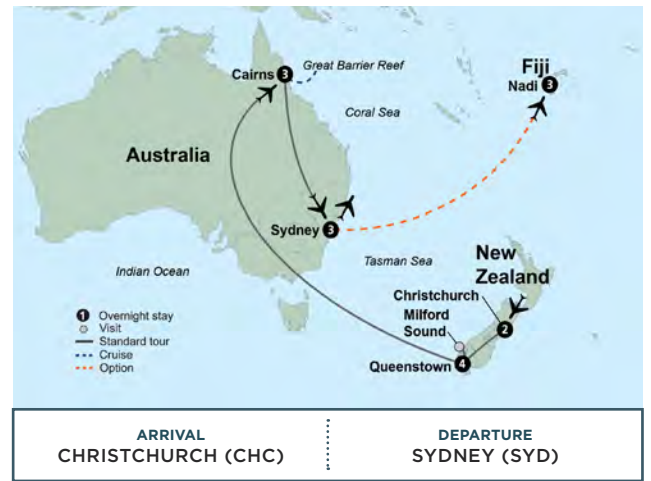 Great Barrier Reef
Cairns 3
Fiji
Nadi 3
Coral Sea
Australia
Sydney 3
Tasman Sea
New
Zealand
Indian Ocean
Christchurch
2
Milford
Sound
Queenstown 4
1 Overnight stay
Visit
Standard tour
Cruise
Option
ARRIVAL
CHRISTCHURCH (CHC)
DEPARTURE
SYDNEY (SYD)